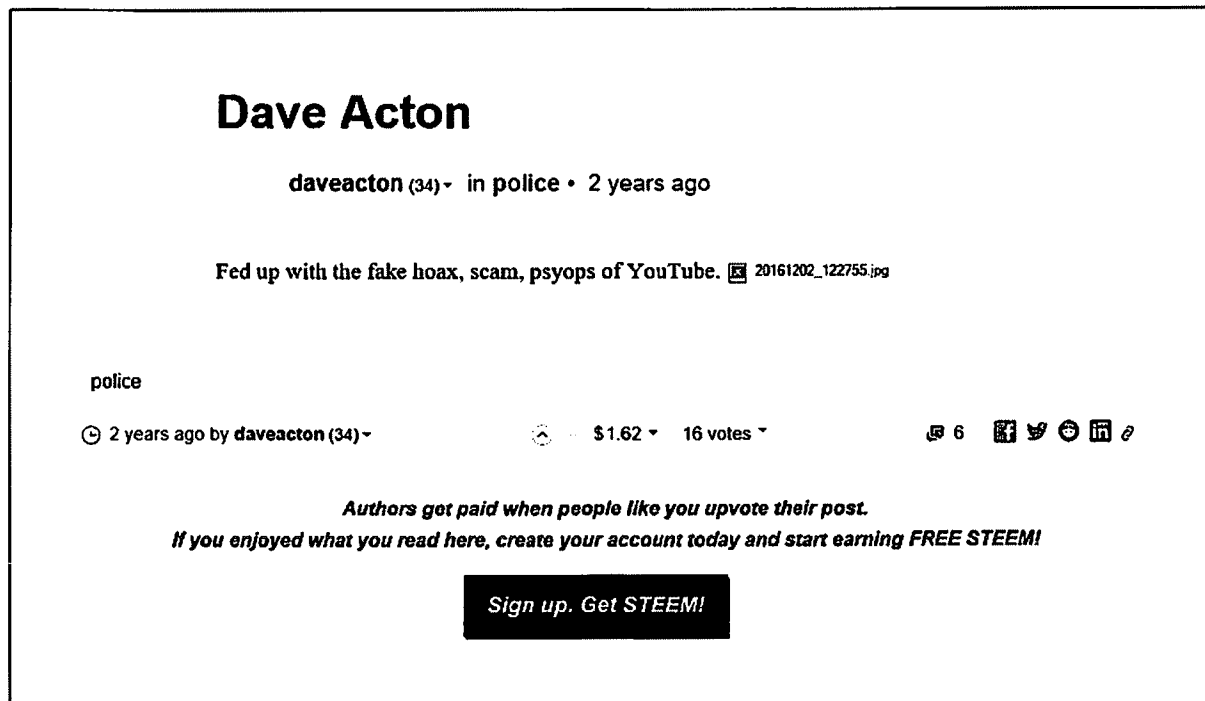 Dave Acton
daveacton (34) in police • 2 years ago
Fed up with the fake hoax, scam, psyops of YouTube. 20161202_122755.jpg
police
2 years ago by daveacton (34)
$1.62 16 votes
6
Authors get paid when people like you upvote their post.
If you enjoyed what you read here, create your account today and start earning FREE STEEM!
Sign up. Get STEEM!